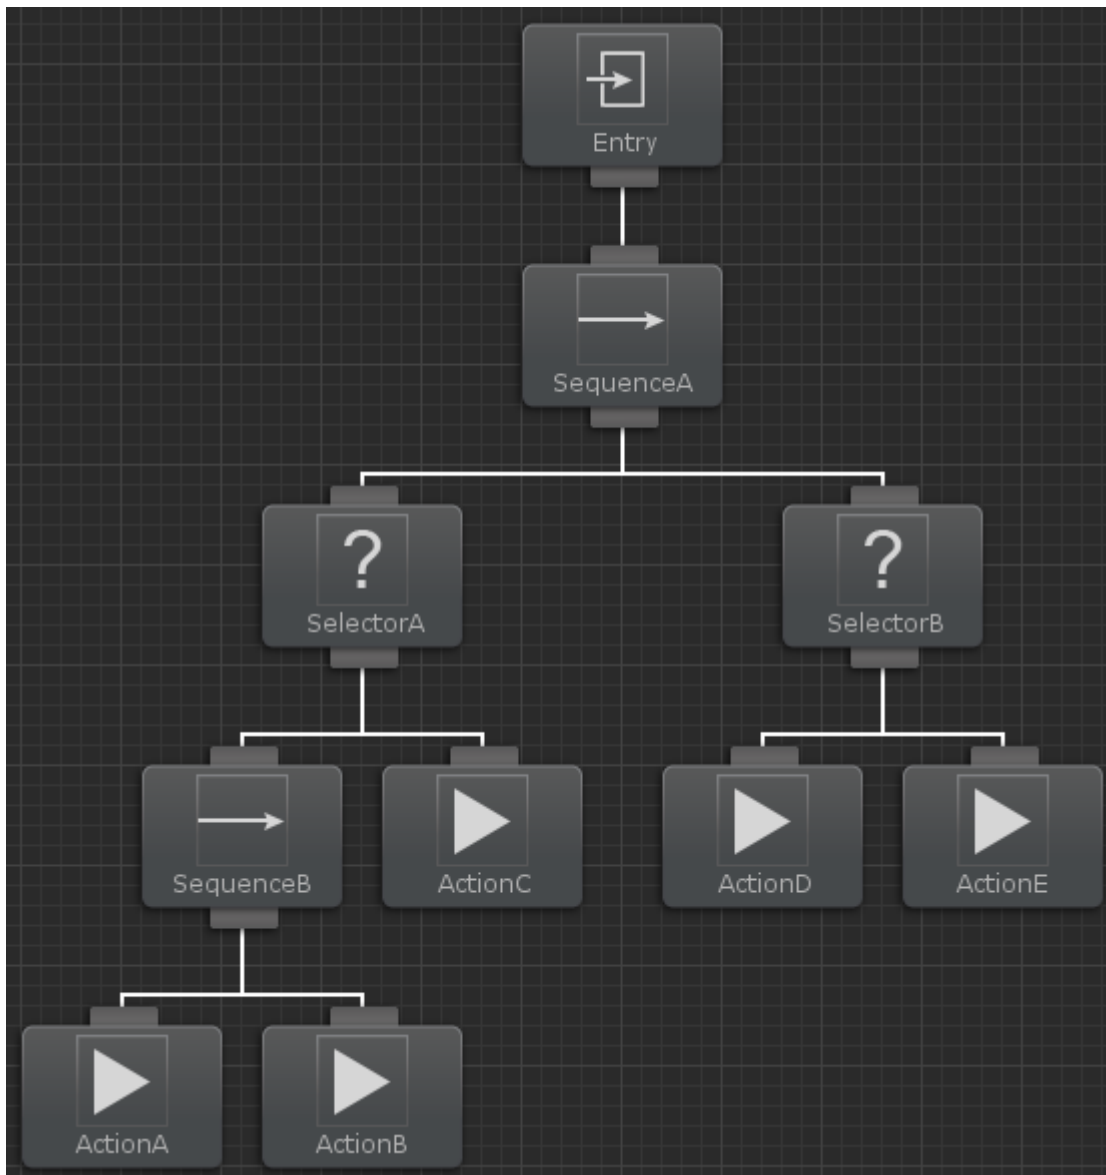 Entry
SequenceA
?
SelectorA
?
SelectorB
SequenceB
ActionC
ActionD
ActionE
ActionA
ActionB